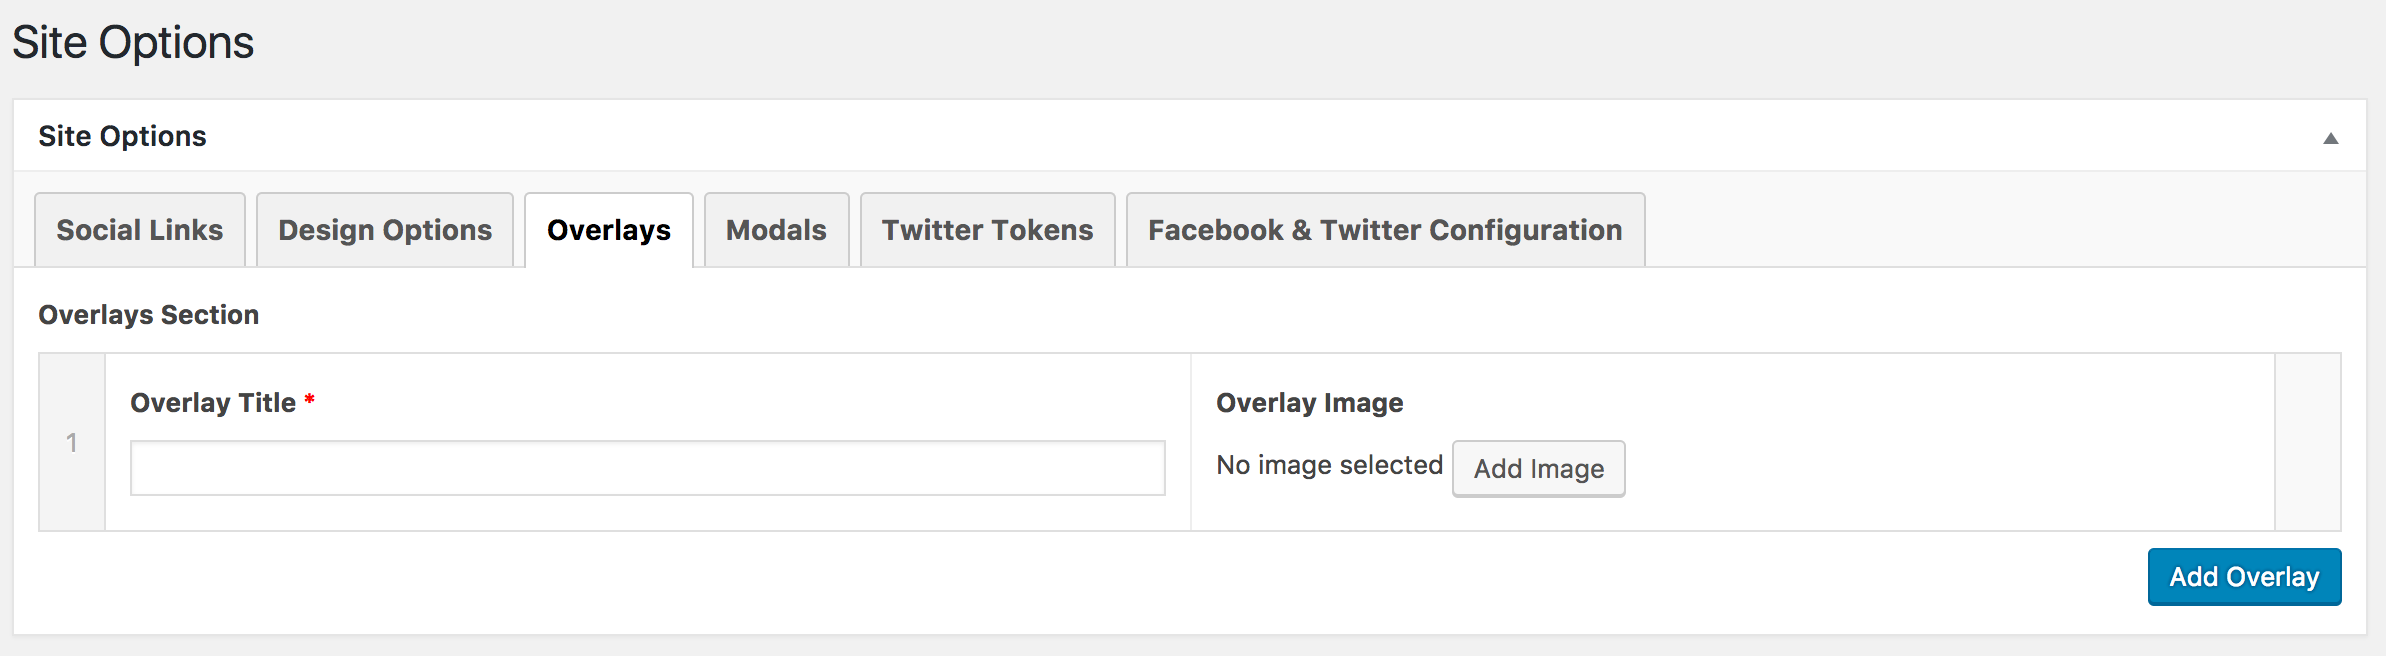 Site Options
Site Options
Social Links Design Options Overlays Modals Twitter Tokens Facebook & Twitter Configuration
Overlays Section
Overlay Title * Overlay Image
1
No image selected Add Image
Add Overlay